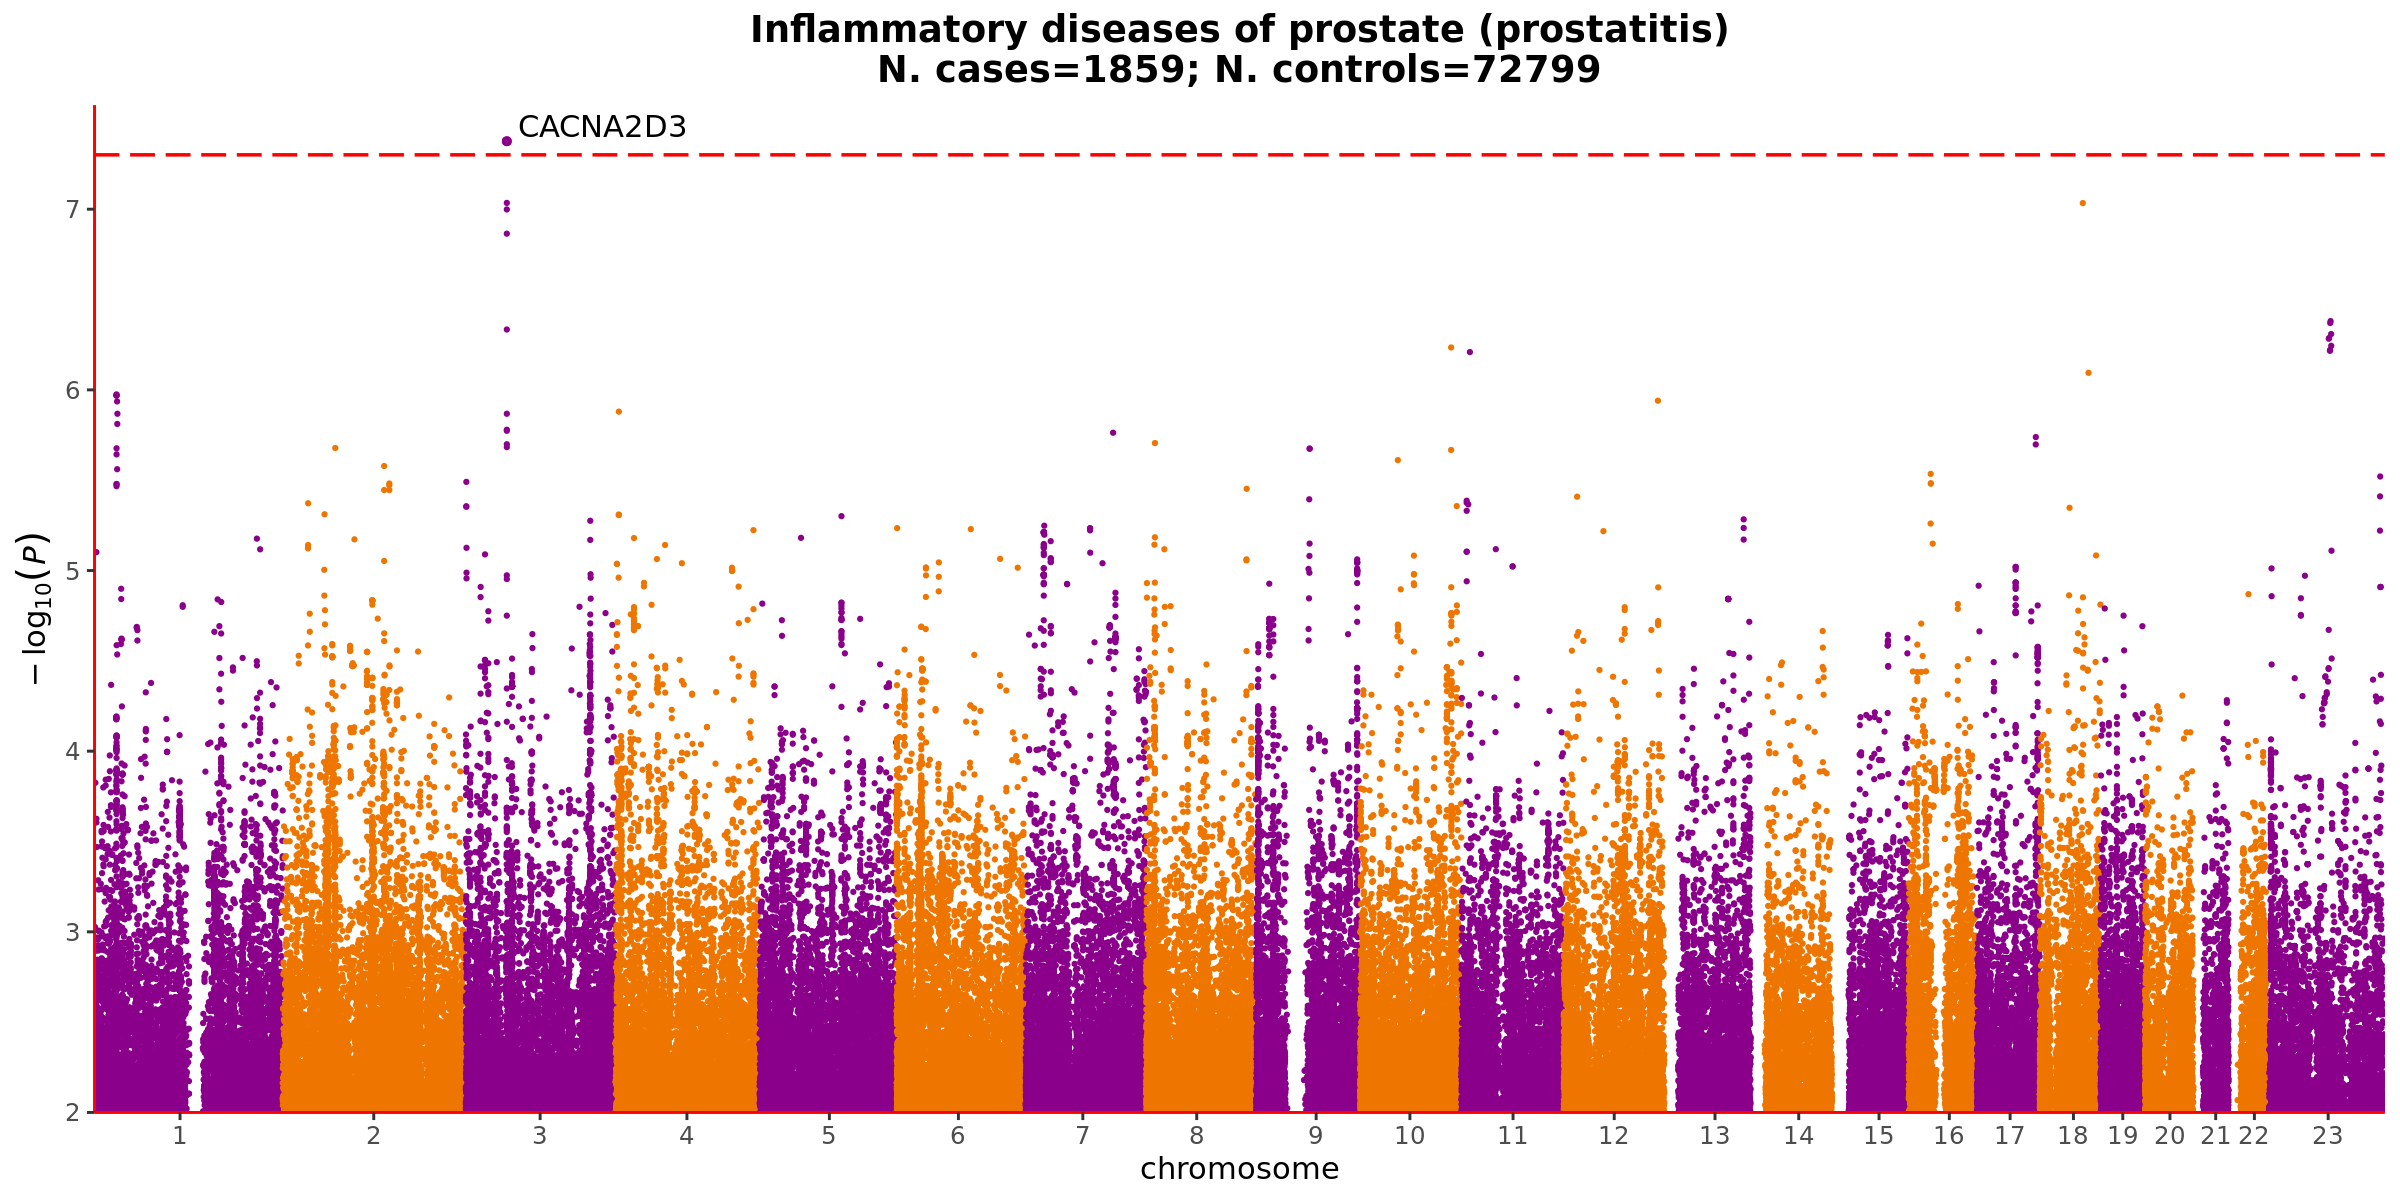 Inflammatory diseases of prostate (prostatitis)
N. cases=1859; N. controls=72799
CACNA2D3
7
6
5
4
3
2
−log10(P)
1 2 3 4 5 6 7 8 9 10 11 12 13 14 15 16 17 18 19 20 21 22 23
chromosome